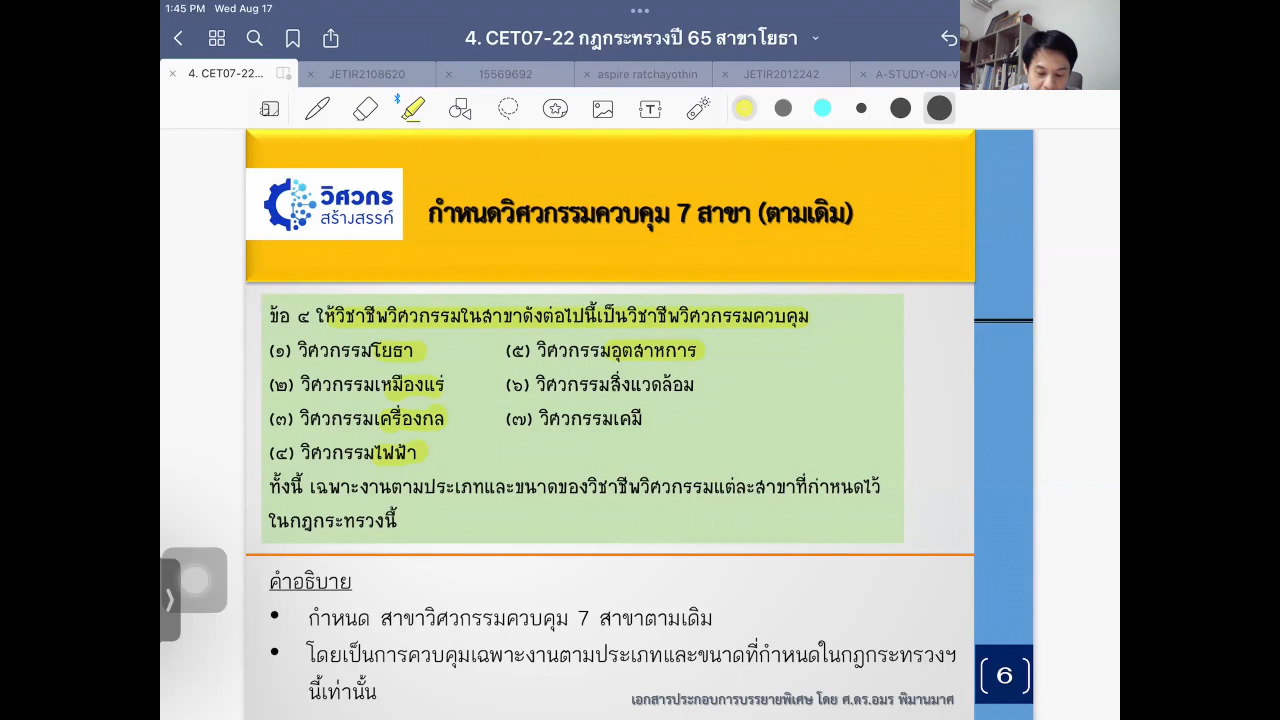 1:45 PM Wed Aug 17
4. CET07-22 กฎกระทรวงปี 65 สาขาโยธา
4. CET07-22...
JETIR2108620
15569692
aspire ratchayothin
JETIR2012242
A-STUDY-ON-V
วิศวกร
สร้างสรรค์
กำหนดวิศวกรรมควบคุม 7 สาขา (ตามเดิม)
ข้อ ๔ ให้วิชาชีพวิศวกรรมในสาขาดังต่อไปนี้เป็นวิชาชีพวิศวกรรมควบคุม
(๑) วิศวกรรมโยธา
(๒) วิศวกรรมเหมืองแร่
(๓) วิศวกรรมเครื่องกล
(๔) วิศวกรรมไฟฟ้า
(๕) วิศวกรรมอุตสาหการ
(๖) วิศวกรรมสิ่งแวดล้อม
(๗) วิศวกรรมเคมี
ทั้งนี้ เฉพาะงานตามประเภทและขนาดของวิชาชีพวิศวกรรมแต่ละสาขาที่กำหนดไว้
ในกฎกระทรวงนี้
คำอธิบาย
• กำหนด สาขาวิศวกรรมควบคุม 7 สาขาตามเดิม
• โดยเป็นการควบคุมเฉพาะงานตามประเภทและขนาดที่กำหนดในกฎกระทรวงฯ
นี้เท่านั้น
เอกสารประกอบการบรรยายพิเศษ โดย ศ.ดร.อมร พิมานมาศ
6